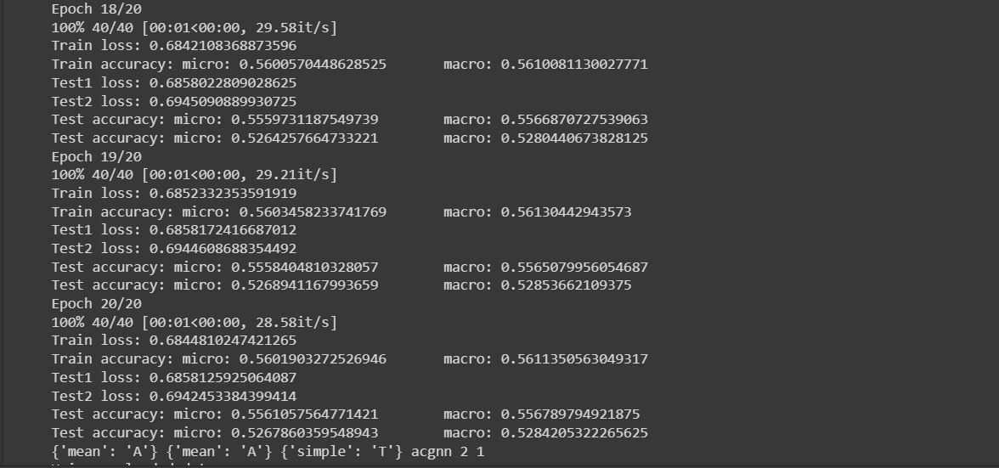 Epoch 18/20
100% 40/40 [00:01<00:00, 29.58it/s]
Train loss: 0.6842108368873596
Train accuracy: micro: 0.5600570448628525 macro: 0.5610081130027771
Test1 loss: 0.6858022809028625
Test2 loss: 0.6945090889930725
Test accuracy: micro: 0.5559731187549739 macro: 0.5566870727539063
Test accuracy: micro: 0.5264257664733221 macro: 0.5280440673828125
Epoch 19/20
100% 40/40 [00:01<00:00, 29.21it/s]
Train loss: 0.6852332353591919
Train accuracy: micro: 0.5603458233741769 macro: 0.56130442943573
Test1 loss: 0.6858172416687012
Test2 loss: 0.6944608688354492
Test accuracy: micro: 0.5558404810328057 macro: 0.5565079956054687
Test accuracy: micro: 0.5268941167993659 macro: 0.52853662109375
Epoch 20/20
100% 40/40 [00:01<00:00, 28.58it/s]
Train loss: 0.6844810247421265
Train accuracy: micro: 0.5601903272526946 macro: 0.5611350563049317
Test1 loss: 0.6858125925064087
Test2 loss: 0.6942453384399414
Test accuracy: micro: 0.5561057564771421 macro: 0.556789794921875
Test accuracy: micro: 0.5267860359548943 macro: 0.5284205322265625
{'mean': 'A'} {'mean': 'A'} {'simple': 'T'} acgnn 2 1